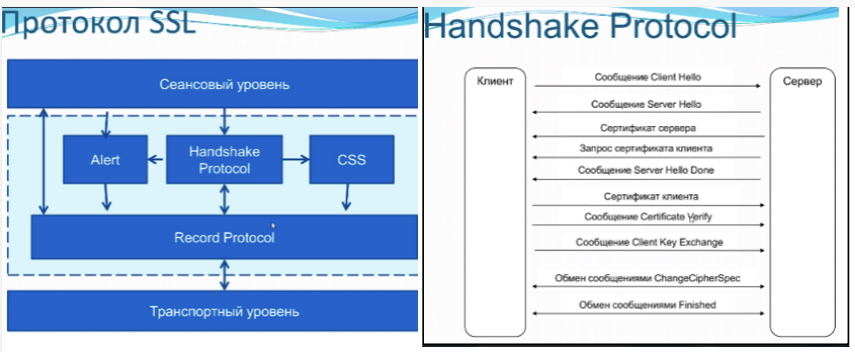 Протокол SSL
Сеансовый уровень
Alert
Handshake
Protocol
CSS
Record Protocol
Транспортный уровень
Handshake Protocol
Клиент
Сервер
Сообщение Client Hello
Сообщение Server Hello
Сертификат сервера
Запрос сертификата клиента
Сообщение Server Hello Done
Сертификат клиента
Сообщение Certificate Verify
Сообщение Client Key Exchange
Обмен сообщениями ChangeCipherSpec
Обмен сообщениями Finished